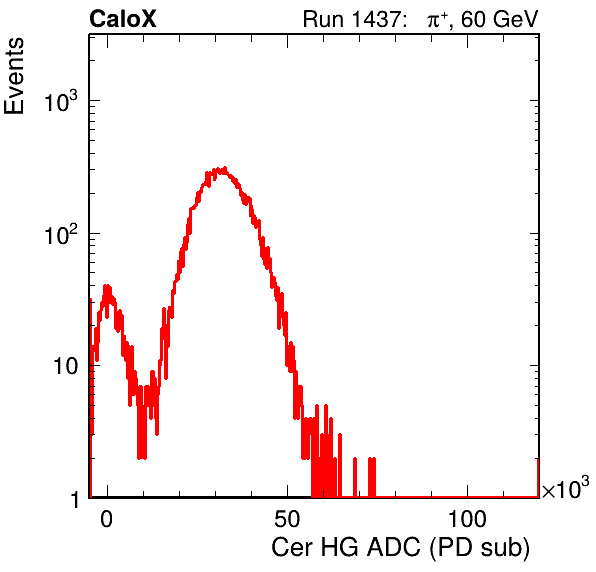 CaloX
Run 1437: π⁺, 60 GeV
Events
10³
10²
10
1
0
50
100
×10³
Cer HG ADC (PD sub)